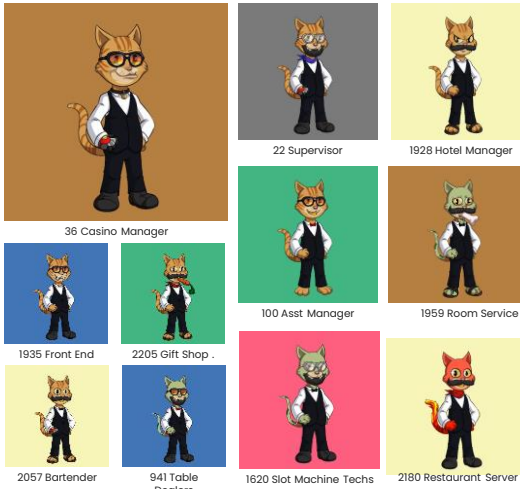 36 Casino Manager
22 Supervisor
1928 Hotel Manager
1935 Front End
2205 Gift Shop .
100 Asst Manager
1959 Room Service
2057 Bartender
941 Table
Dealers
1620 Slot Machine Techs
2180 Restaurant Server